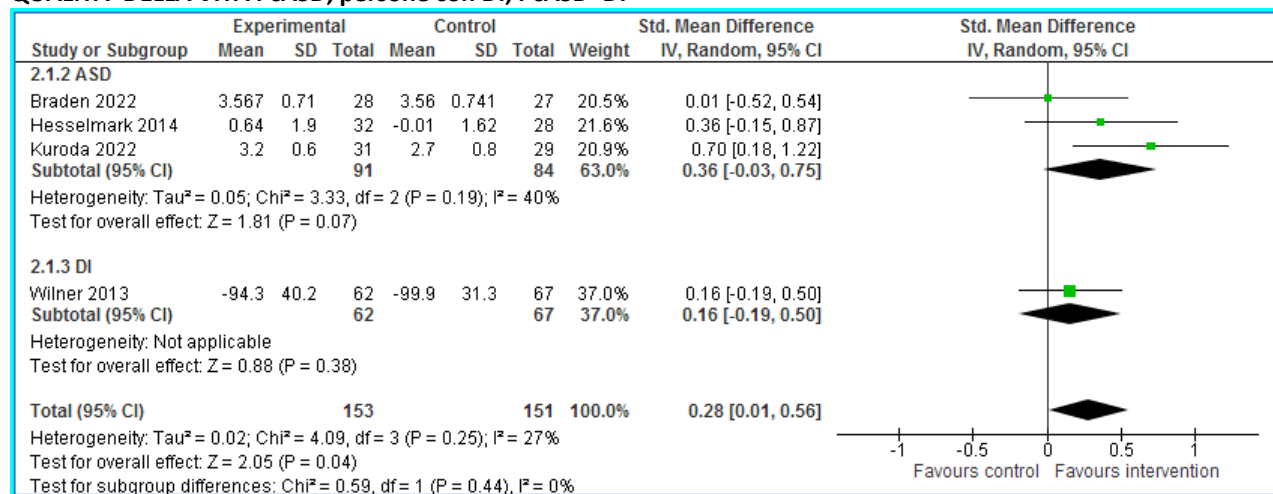 Experimental Control Std. Mean Difference Std. Mean Difference
Study or Subgroup Mean SD Total Mean SD Total Weight IV, Random, 95% CI IV, Random, 95% CI
2.1.2 ASD
Braden 2022 3.567 0.71 28 3.56 0.741 27 20.5% 0.01 [-0.52, 0.54]
Hesselmark 2014 0.64 1.9 32 -0.01 1.62 28 21.6% 0.36 [-0.15, 0.87]
Kuroda 2022 3.2 0.6 31 2.7 0.8 29 20.9% 0.70 [0.18, 1.22]
Subtotal (95% CI) 91 84 63.0% 0.36 [-0.03, 0.75]
Heterogeneity: Tau² = 0.05; Chi² = 3.33, df = 2 (P = 0.19); I² = 40%
Test for overall effect: Z = 1.81 (P = 0.07)
2.1.3 DI
Wilner 2013 -94.3 40.2 62 -99.9 31.3 67 37.0% 0.16 [-0.19, 0.50]
Subtotal (95% CI) 62 67 37.0% 0.16 [-0.19, 0.50]
Heterogeneity: Not applicable
Test for overall effect: Z = 0.88 (P = 0.38)
Total (95% CI) 153 151 100.0% 0.28 [0.01, 0.56]
Heterogeneity: Tau² = 0.02; Chi² = 4.09, df = 3 (P = 0.25); I² = 27%
Test for overall effect: Z = 2.05 (P = 0.04)
Test for subgroup differences: Chi² = 0.59, df = 1 (P = 0.44), I² = 0%
-1 -0.5 0 0.5 1
Favours control Favours intervention